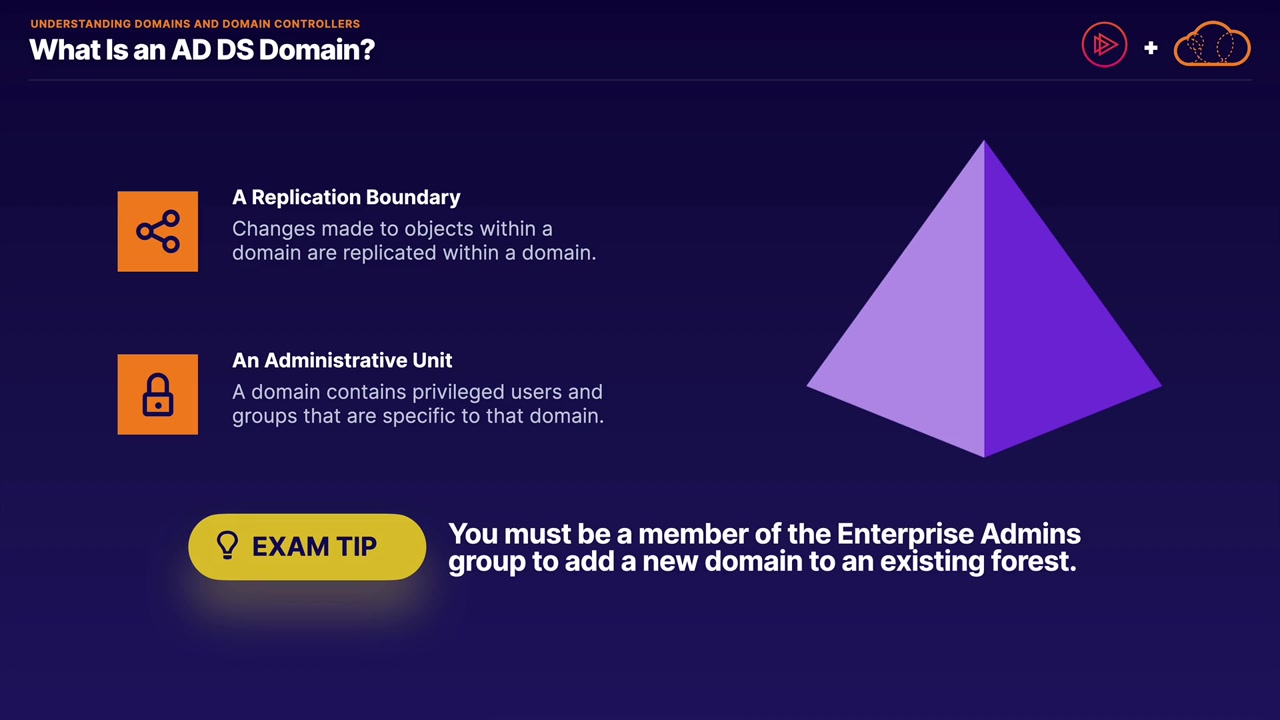 UNDERSTANDING DOMAINS AND DOMAIN CONTROLLERS
What Is an AD DS Domain?
+
A Replication Boundary
Changes made to objects within a
domain are replicated within a domain.
An Administrative Unit
A domain contains privileged users and
groups that are specific to that domain.
EXAM TIP
You must be a member of the Enterprise Admins
group to add a new domain to an existing forest.